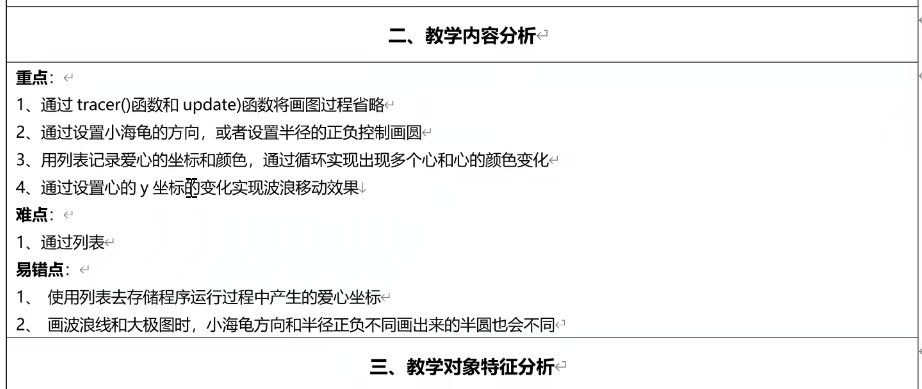 二、教学内容分析
重点：
1、通过 tracer()函数和 update)函数将画图过程省略
2、通过设置小海龟的方向，或者设置半径的正负控制画圆
3、用列表记录爱心的坐标和颜色，通过循环实现出现多个心和心的颜色变化
4、通过设置心的 y 坐标的变化实现波浪移动效果
难点：
1、通过列表
易错点：
1、 使用列表去存储程序运行过程中产生的爱心坐标
2、 画波浪线和大极图时，小海龟方向和半径正负不同画出来的半圆也会不同
三、教学对象特征分析